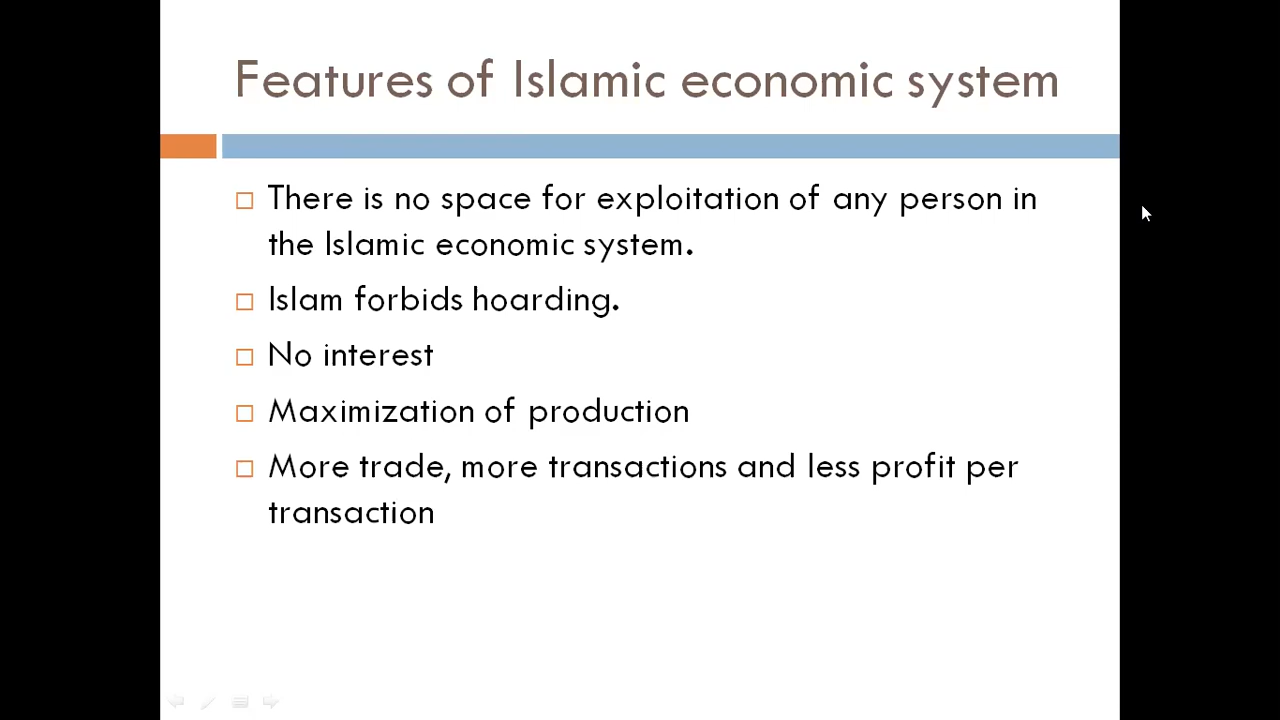 Features of Islamic economic system
There is no space for exploitation of any person in
the Islamic economic system.
Islam forbids hoarding.
No interest
Maximization of production
More trade, more transactions and less profit per
transaction